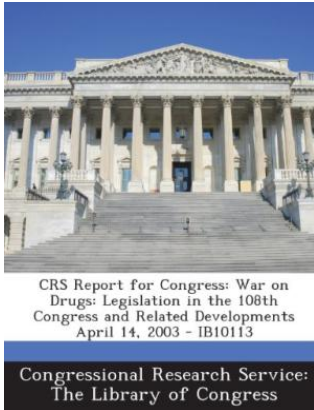 CRS Report for Congress: War on
Drugs: Legislation in the 108th
Congress and Related Developments
April 14, 2003 - IB10113
Congressional Research Service:
The Library of Congress